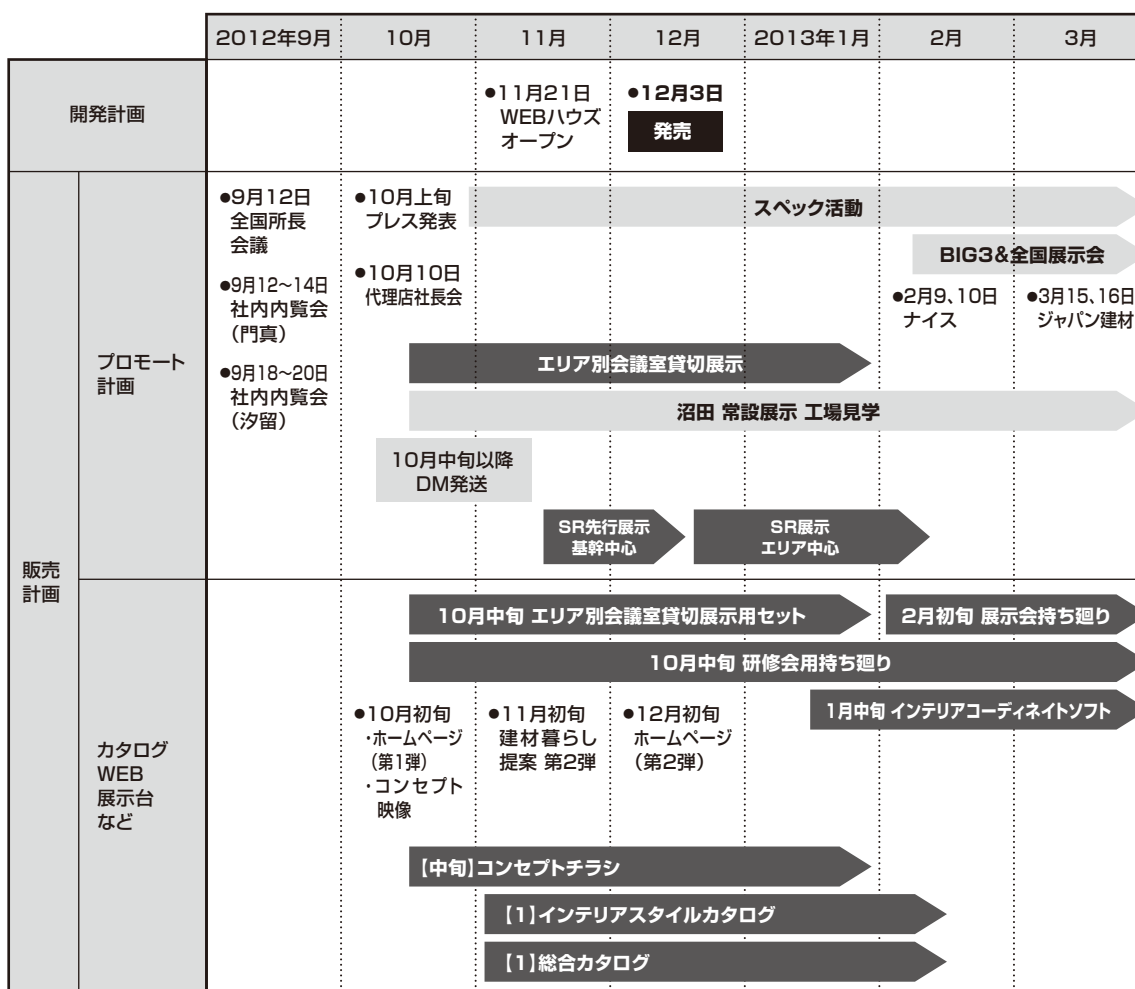 2012年9月
10月
11月
12月
2013年1月
2月
3月
開発計画
●11月21日
WEBハウズ
オープン
●12月3日
発売
販売
計画
プロモート
計画
●9月12日
全国所長
会議
●9月12~14日
社内内覧会
(門真)
●9月18~20日
社内内覧会
(汐留)
●10月上旬
プレス発表
●10月10日
代理店社長会
スペック活動
BIG3&全国展示会
●2月9、10日
ナイス
●3月15、16日
ジャパン建材
エリア別会議室貸切展示
沼田 常設展示 工場見学
10月中旬以降
DM発送
SR先行展示
基幹中心
SR展示
エリア中心
カタログ
WEB
展示台
など
10月中旬 エリア別会議室貸切展示用セット
2月初旬 展示会持ち廻り
10月中旬 研修会用持ち廻り
1月中旬 インテリアコーディネイトソフト
●10月初旬
・ホームページ
(第1弾)
・コンセプト
映像
●11月初旬
建材暮らし
提案 第2弾
●12月初旬
ホームページ
(第2弾)
【中旬】コンセプトチラシ
【1】インテリアスタイルカタログ
【1】総合カタログ